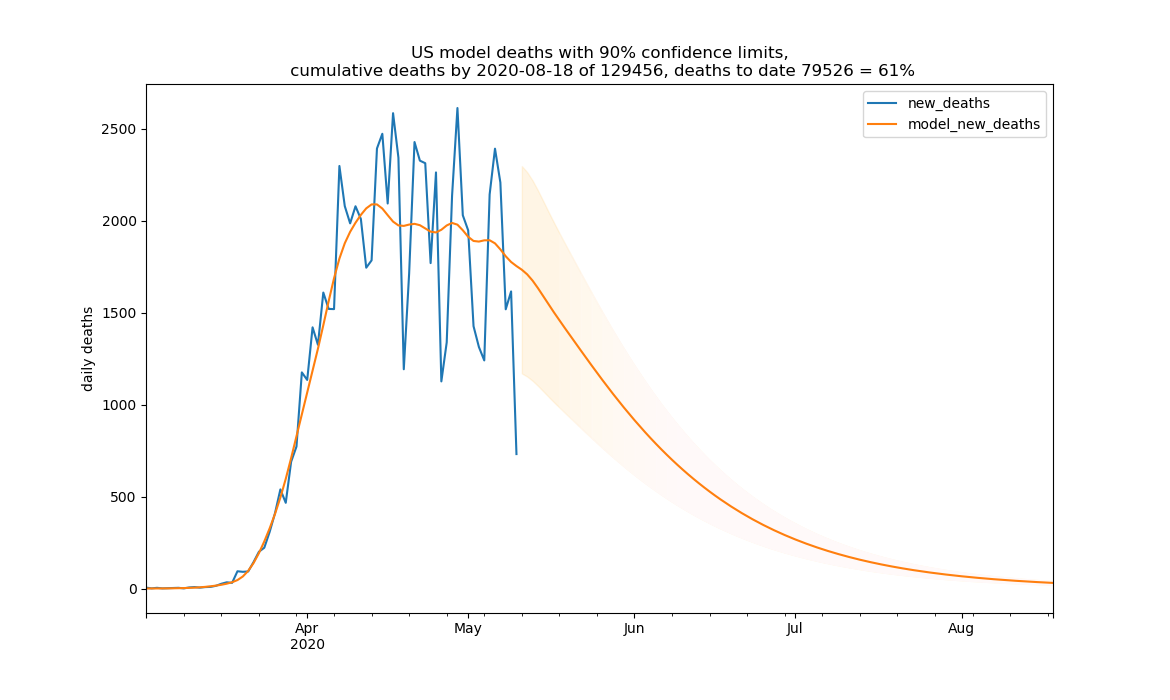 US model deaths with 90% confidence limits,
cumulative deaths by 2020-08-18 of 129456, deaths to date 79526 = 61%
new_deaths
model_new_deaths
daily deaths
2500
2000
1500
1000
500
0
Apr
2020
May
Jun
Jul
Aug